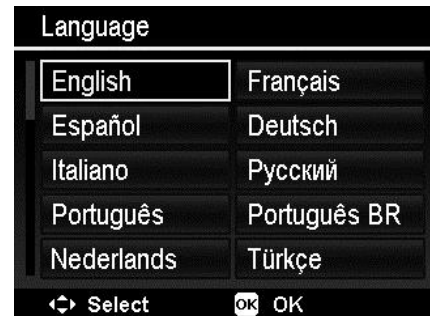 Language
English Français
Español Deutsch
Italiano Русский
Português Português BR
Nederlands Türkçe
Select OK OK